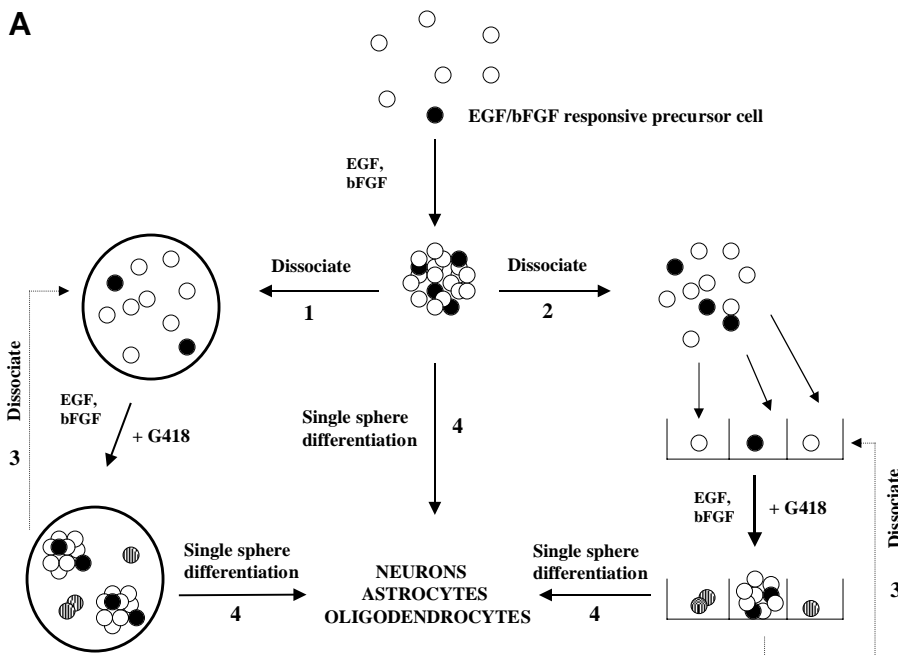 A
EGF/bFGF responsive precursor cell
EGF,
bFGF
Dissociate
1
Dissociate
2
Dissociate
3
EGF,
bFGF
+ G418
Single sphere
differentiation
4
EGF,
bFGF
+ G418
Dissociate
3
Single sphere
differentiation
4
NEURONS
ASTROCYTES
OLIGODENDROCYTES
Single sphere
differentiation
4